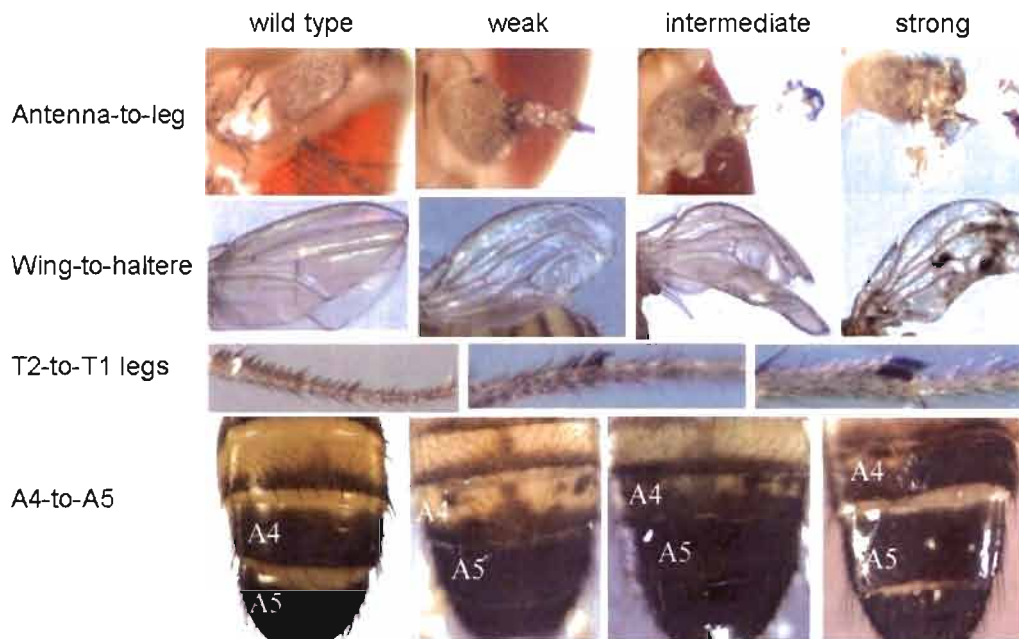 wild type weak intermediate strong
Antenna-to-leg
Wing-to-haltere
T2-to-T1 legs
A4-to-A5
A4 A4 A4 A4
A5 A5 A5 A5